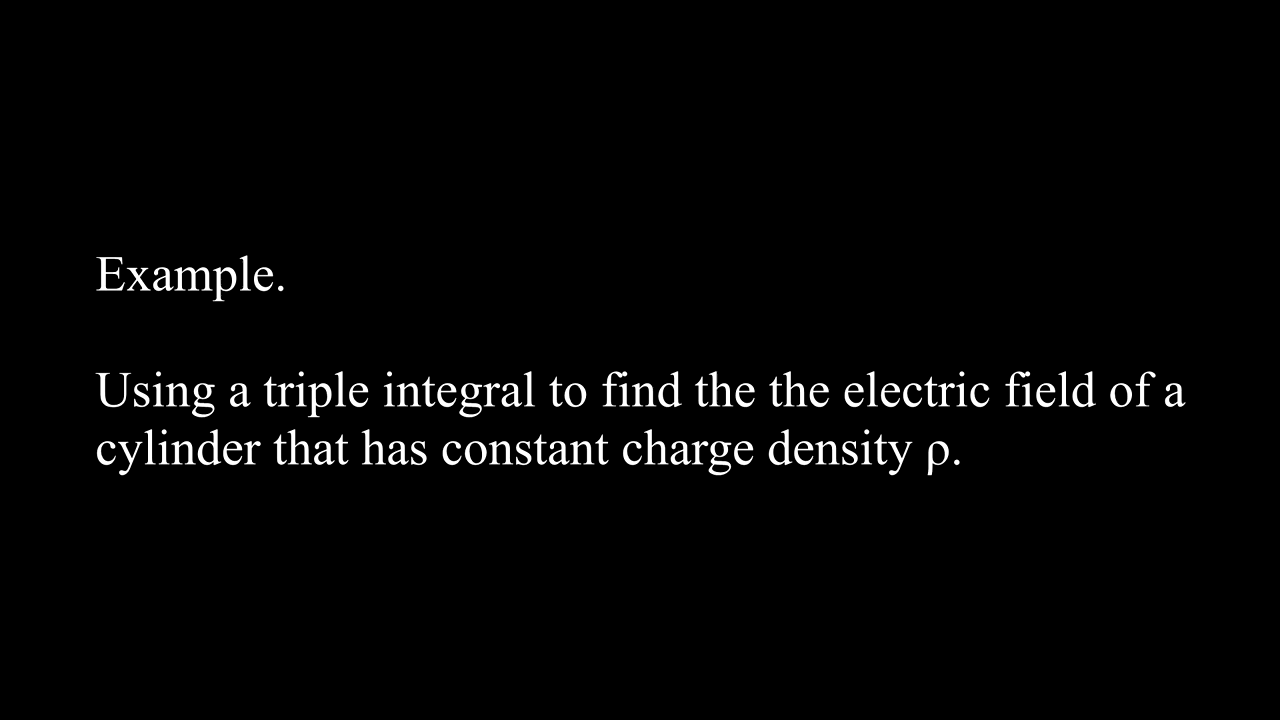 Example.
Using a triple integral to find the the electric field of a
cylinder that has constant charge density ρ.